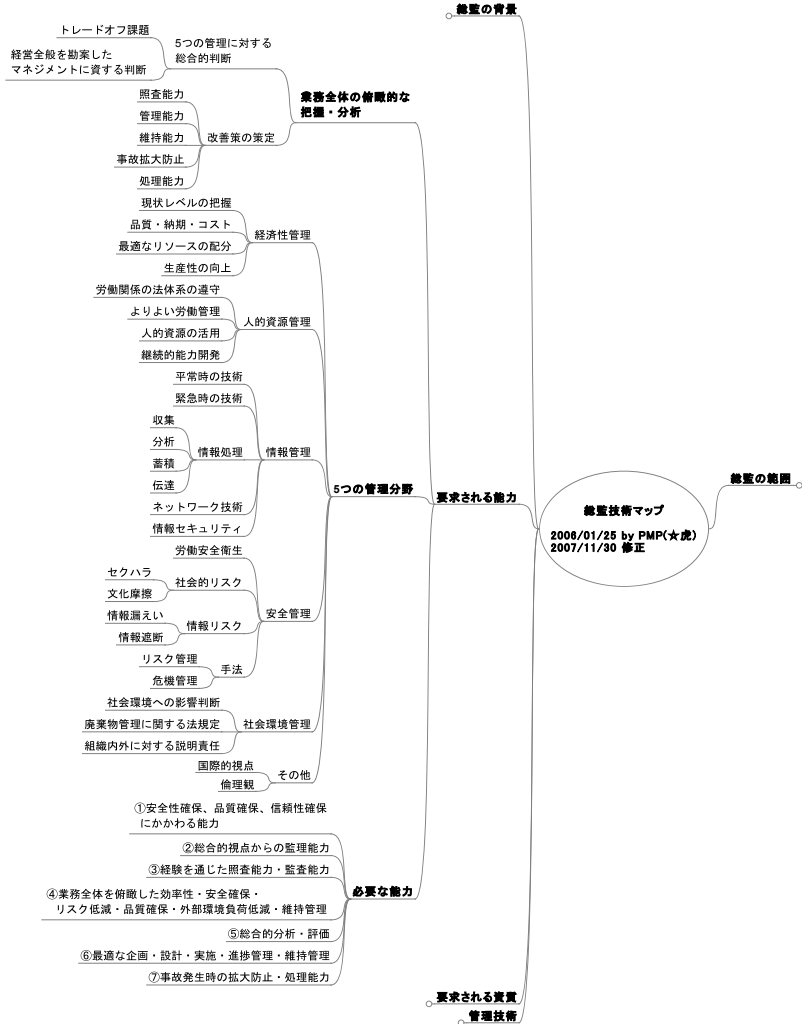 総監の背景
トレードオフ課題
5つの管理に対する
総合的判断
経営全般を勘案した
マネジメントに資する判断
業務全体の俯瞰的な
把握・分析
照査能力
管理能力
維持能力
事故拡大防止
処理能力
改善策の策定
現状レベルの把握
品質・納期・コスト
最適なリソースの配分
生産性の向上
経済性管理
労働関係の法体系の遵守
よりよい労働管理
人的資源の活用
継続的能力開発
人的資源管理
平常時の技術
緊急時の技術
収集
分析
蓄積
伝達
情報処理
ネットワーク技術
情報セキュリティ
情報管理
5つの管理分野
要求される能力
総監技術マップ
2006/01/25 by PMP(☆虎)
2007/11/30 修正
総監の範囲
労働安全衛生
セクハラ
文化摩擦
社会的リスク
情報漏えい
情報遮断
情報リスク
リスク管理
危機管理
手法
安全管理
社会環境への影響判断
廃棄物管理に関する法規定
組織内外に対する説明責任
社会環境管理
国際的視点
倫理観
その他
①安全性確保、品質確保、信頼性確保
にかかわる能力
②総合的視点からの監理能力
③経験を通じた照査能力・監査能力
④業務全体を俯瞰した効率性・安全確保・
リスク低減・品質確保・外部環境負荷低減・維持管理
⑤総合的分析・評価
⑥最適な企画・設計・実施・進捗管理・維持管理
⑦事故発生時の拡大防止・処理能力
必要な能力
要求される資質
管理技術